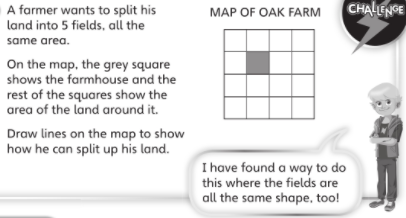 A farmer wants to split his
land into 5 fields, all the
same area.
On the map, the grey square
shows the farmhouse and the
rest of the squares show the
area of the land around it.
Draw lines on the map to show
how he can split up his land.
MAP OF OAK FARM
CHALLENGE
I have found a way to do
this where the fields are
all the same shape, too!